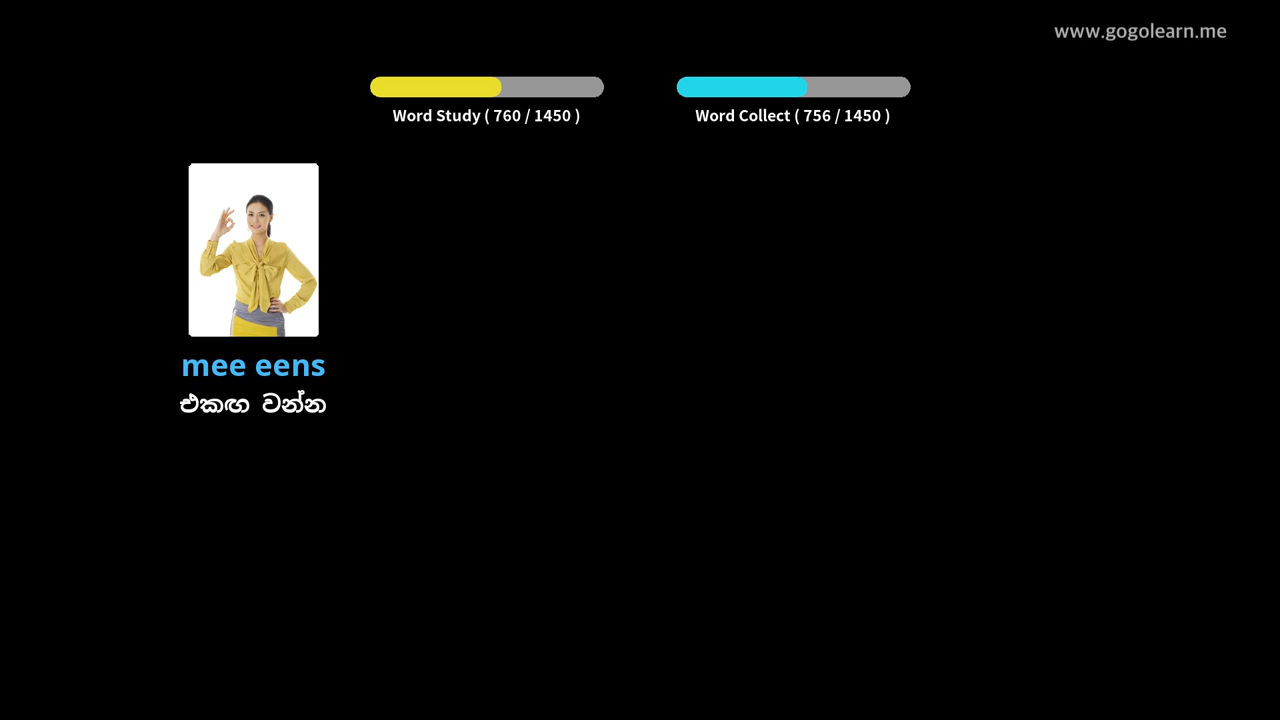 www.gogolearn.me
Word Study ( 760 / 1450 )
Word Collect ( 756 / 1450 )
mee eens
එකඟ වන්න